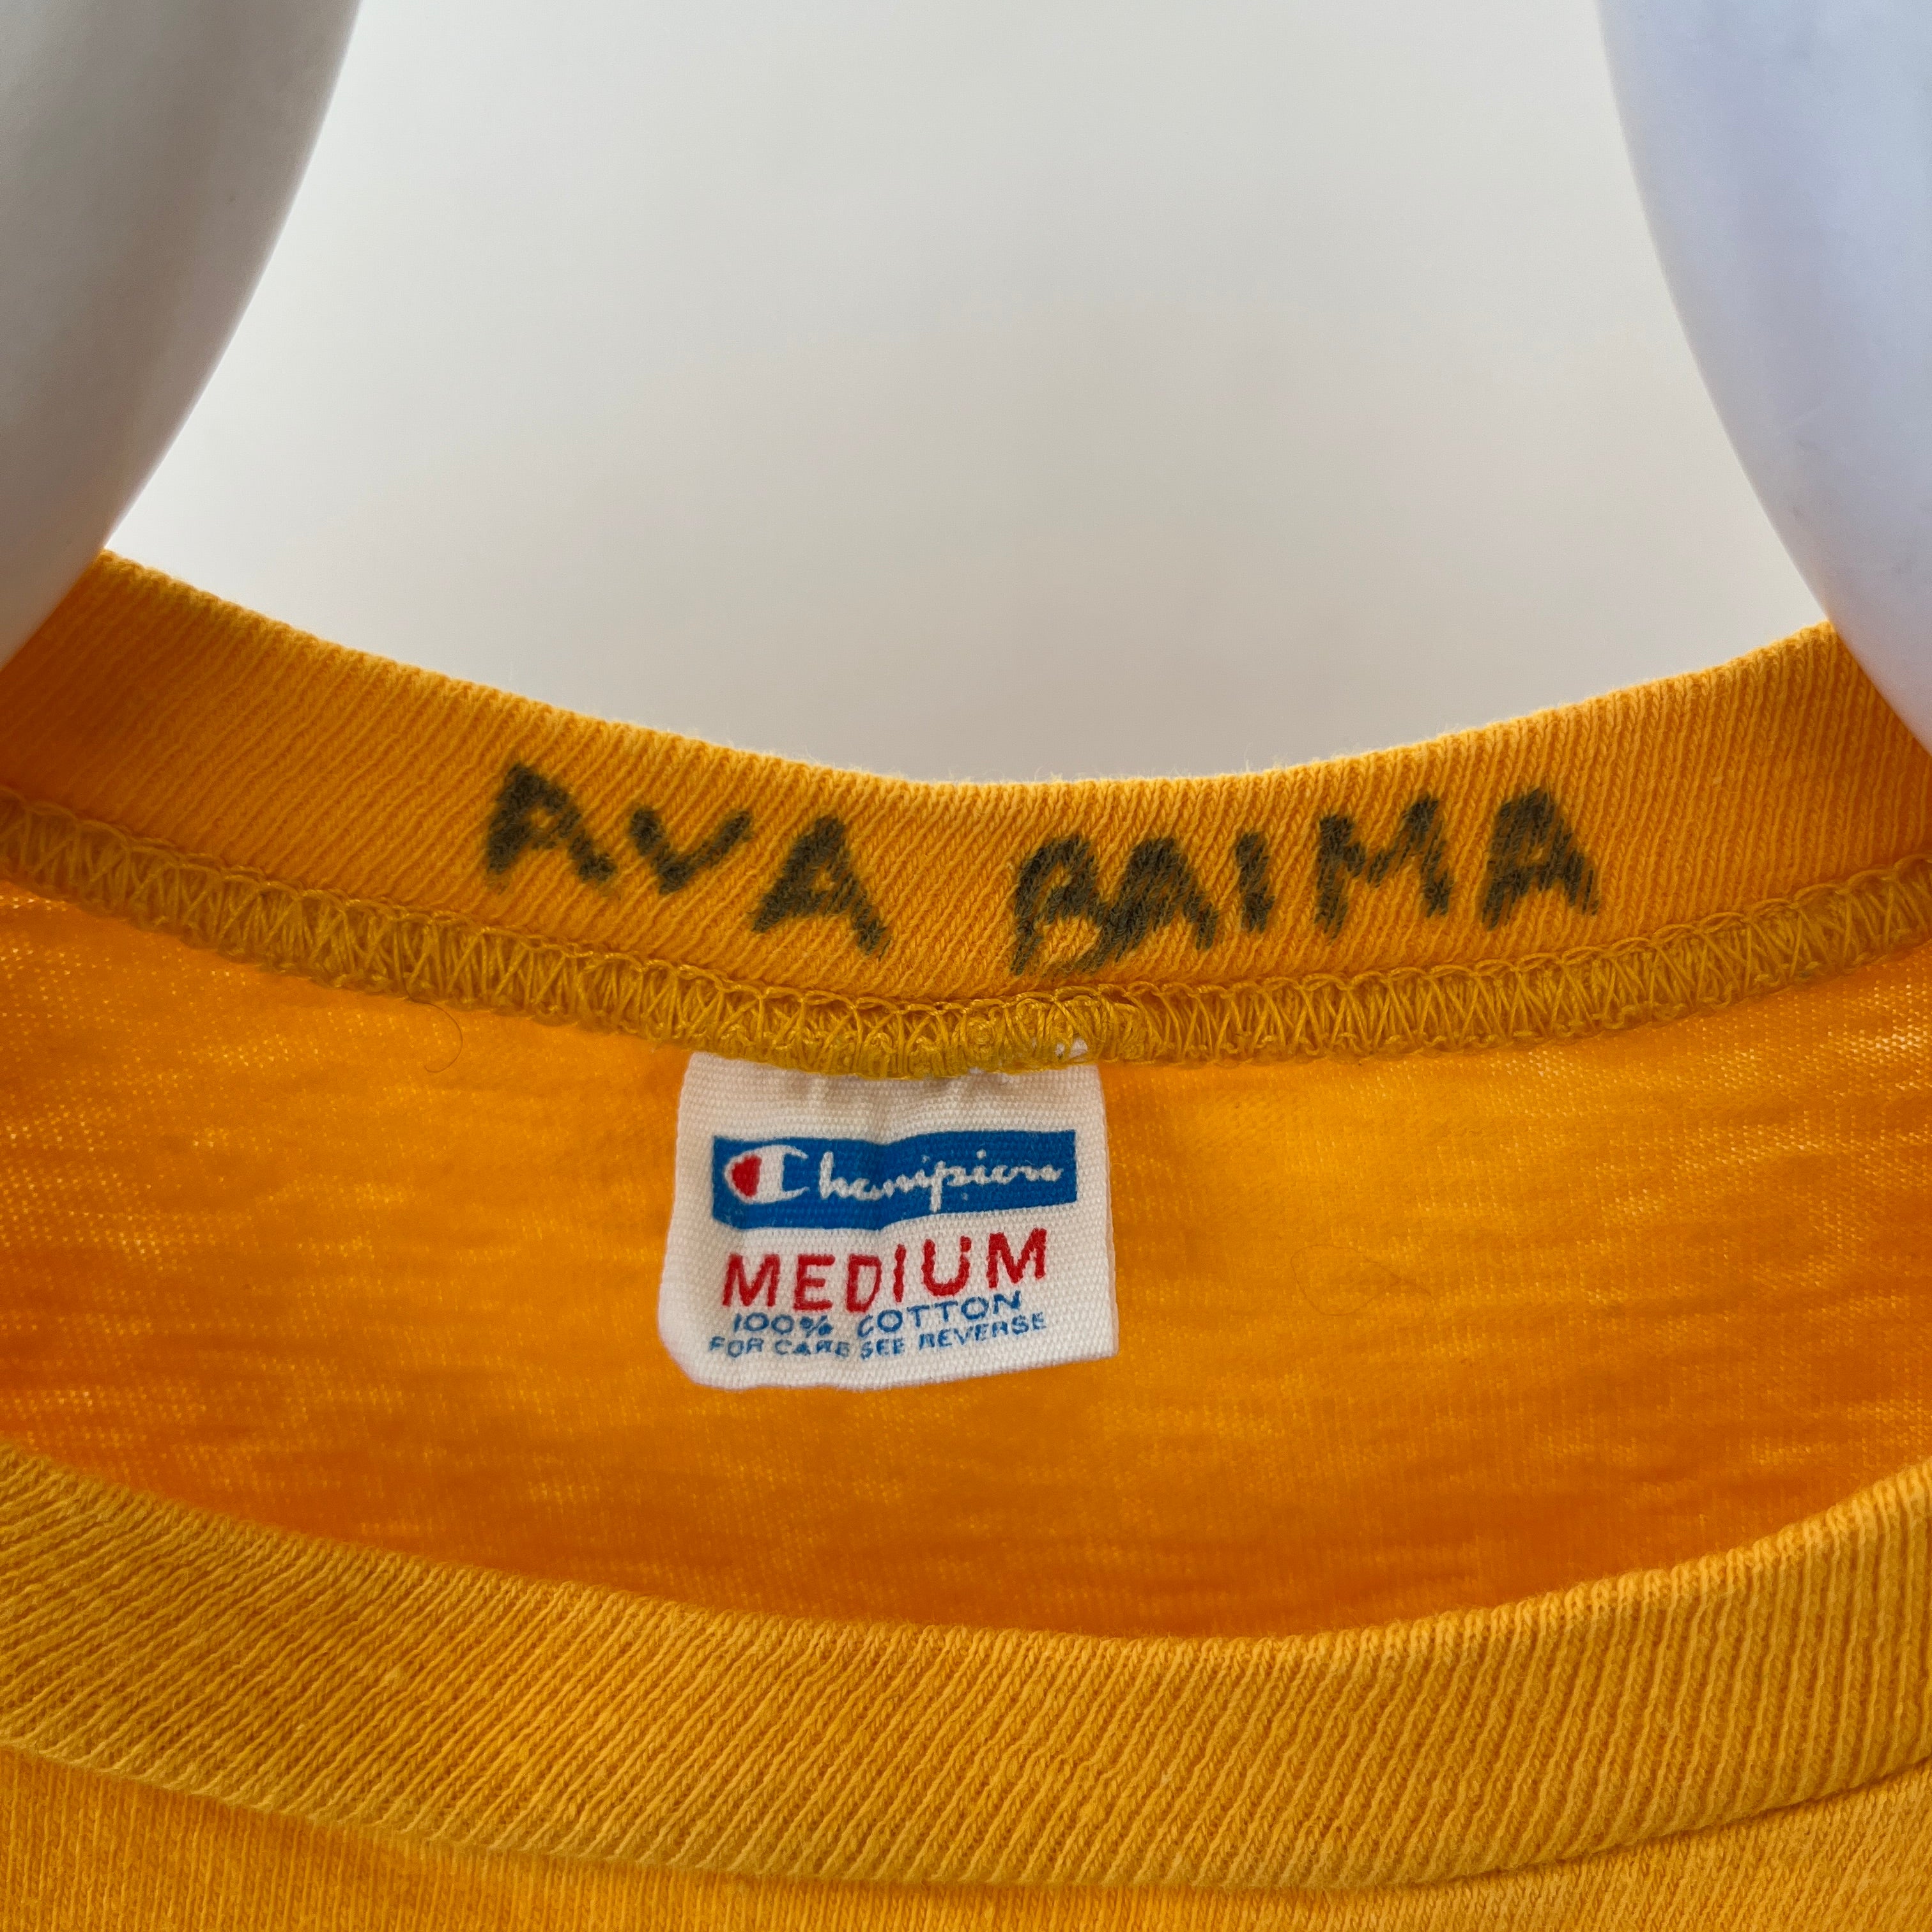 AVA BAIMA
Champion
MEDIUM
100% COTTON
FOR CARE SEE REVERSE